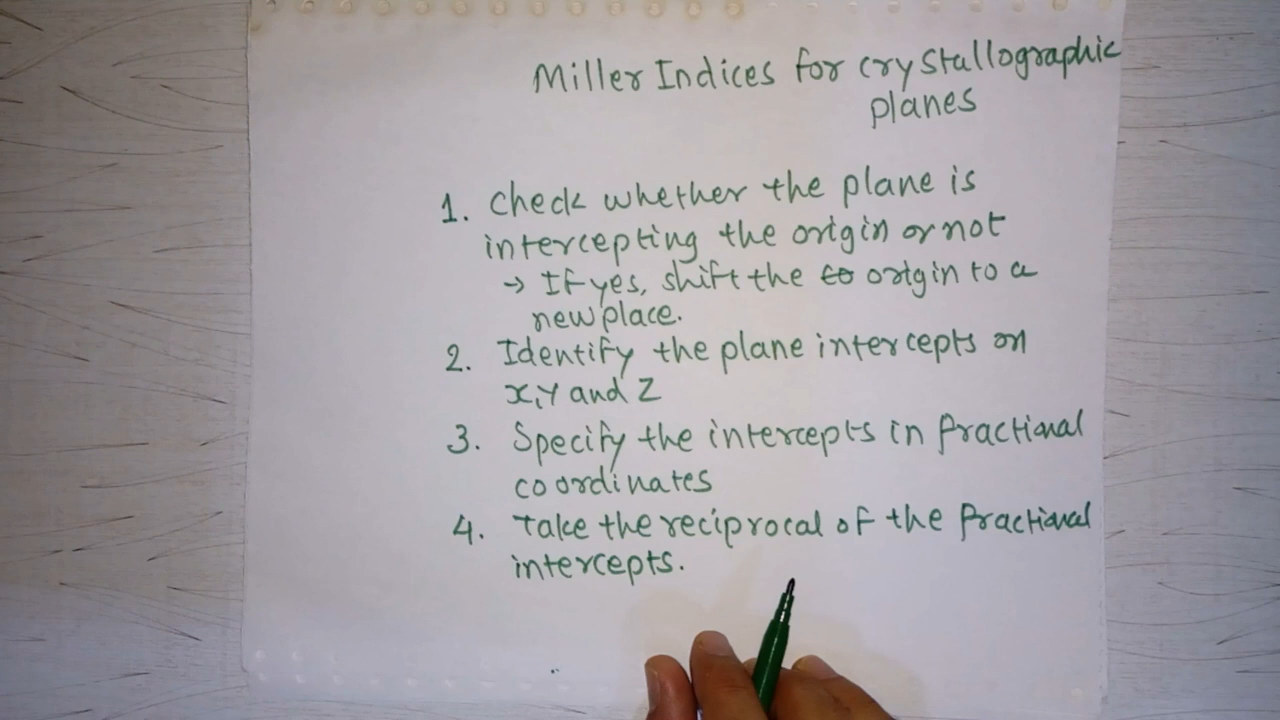 Miller Indices for crystallographic
planes
1. Check whether the plane is
intercepting the origin or not
→ If yes, shift the to origin to a
new place.
2. Identify the plane intercepts on
X, Y and Z
3. Specify the intercepts in fractional
coordinates
4. Take the reciprocal of the fractional
intercepts.